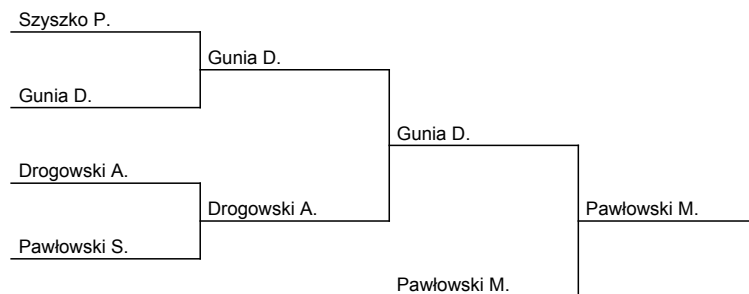 Szyszko P.
Gunia D.
Gunia D.
Gunia D.
Drogowski A.
Drogowski A.
Pawłowski M.
Pawłowski S.
Pawłowski M.